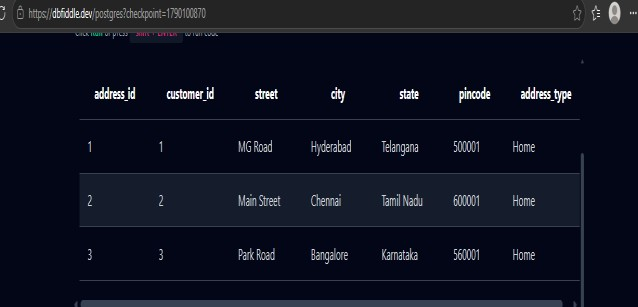 https://dbfiddle.dev/postgres?checkpoint=1790100870
Click Run or press SHIFT + ENTER to run code
address_id customer_id street city state pincode address_type
1 1 MG Road Hyderabad Telangana 500001 Home
2 2 Main Street Chennai Tamil Nadu 600001 Home
3 3 Park Road Bangalore Karnataka 560001 Home